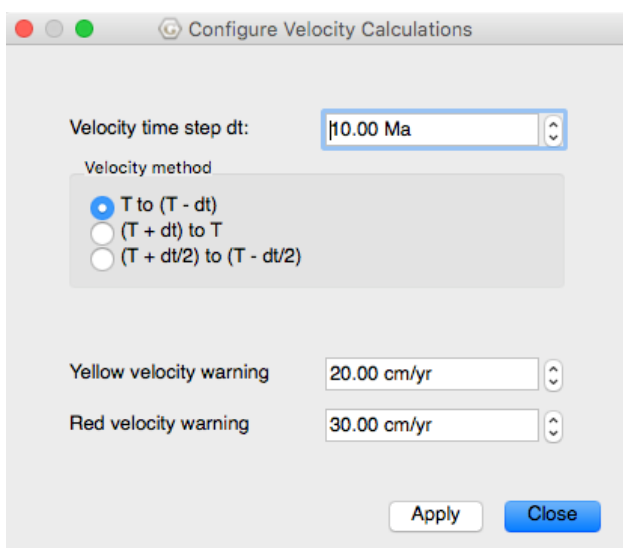 Configure Velocity Calculations
Velocity time step dt: 10.00 Ma
Velocity method
T to (T - dt)
(T + dt) to T
(T + dt/2) to (T - dt/2)
Yellow velocity warning 20.00 cm/yr
Red velocity warning 30.00 cm/yr
Apply Close